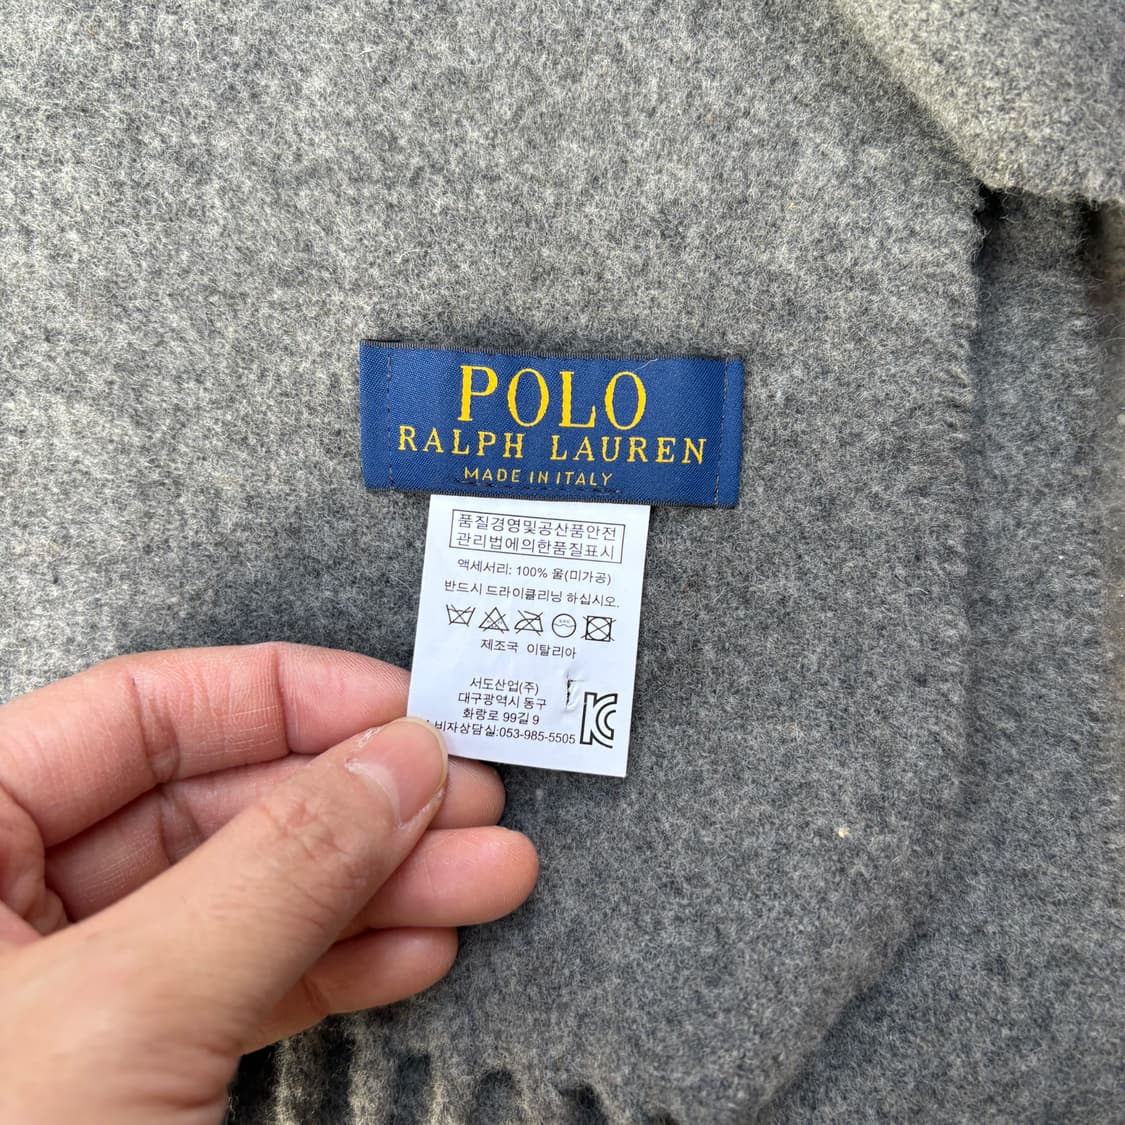 POLO
RALPH LAUREN
MADE IN ITALY
품질경영및공산품안전
관리법에의한품질표시
액세서리: 100% 울(미가공)
반드시 드라이클리닝 하십시오.
제조국 이탈리아
서도산업(주)
대구광역시 동구
화랑로 99길 9
비자상담실:053-985-5505